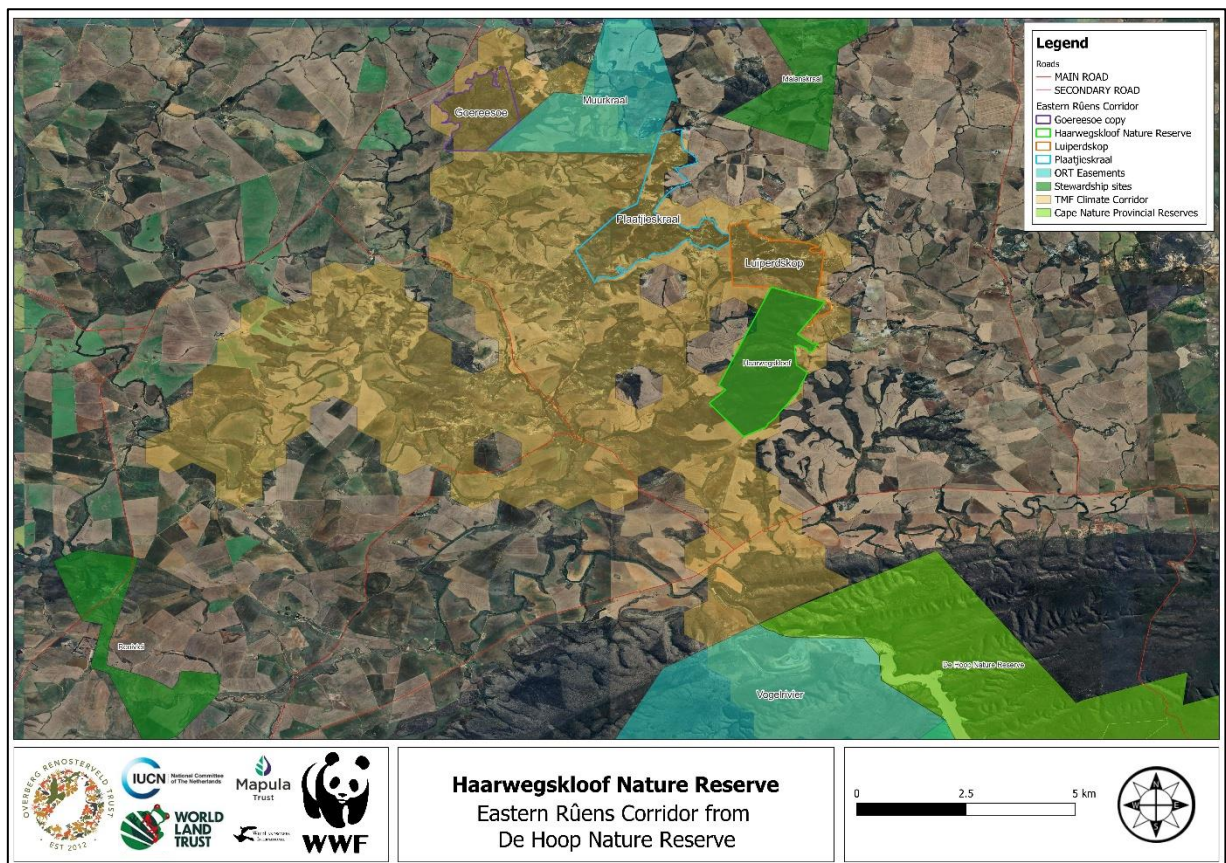 Legend
Roads
MAIN ROAD
SECONDARY ROAD
Eastern Rûens Corridor
Goereesoe copy
Haarwegskloof Nature Reserve
Luiperdskop
Plaatjieskraal
ORT Easements
Stewardship sites
TMF Climate Corridor
Cape Nature Provincial Reserves
Goereesoe
Muurkraal
Plaatjieskraal
Luiperdskop
Haarwegskloof
De Hoop Nature Reserve
Vogelrivier
OVERBERG RENOSTERVELD TRUST
EST 2012
IUCN
National Committee
of The Netherlands
Mapula
Trust
WORLD
LAND
TRUST
WWF
Haarwegskloof Nature Reserve
Eastern Rûens Corridor from
De Hoop Nature Reserve
0 2.5 5 km
N
E
S
W